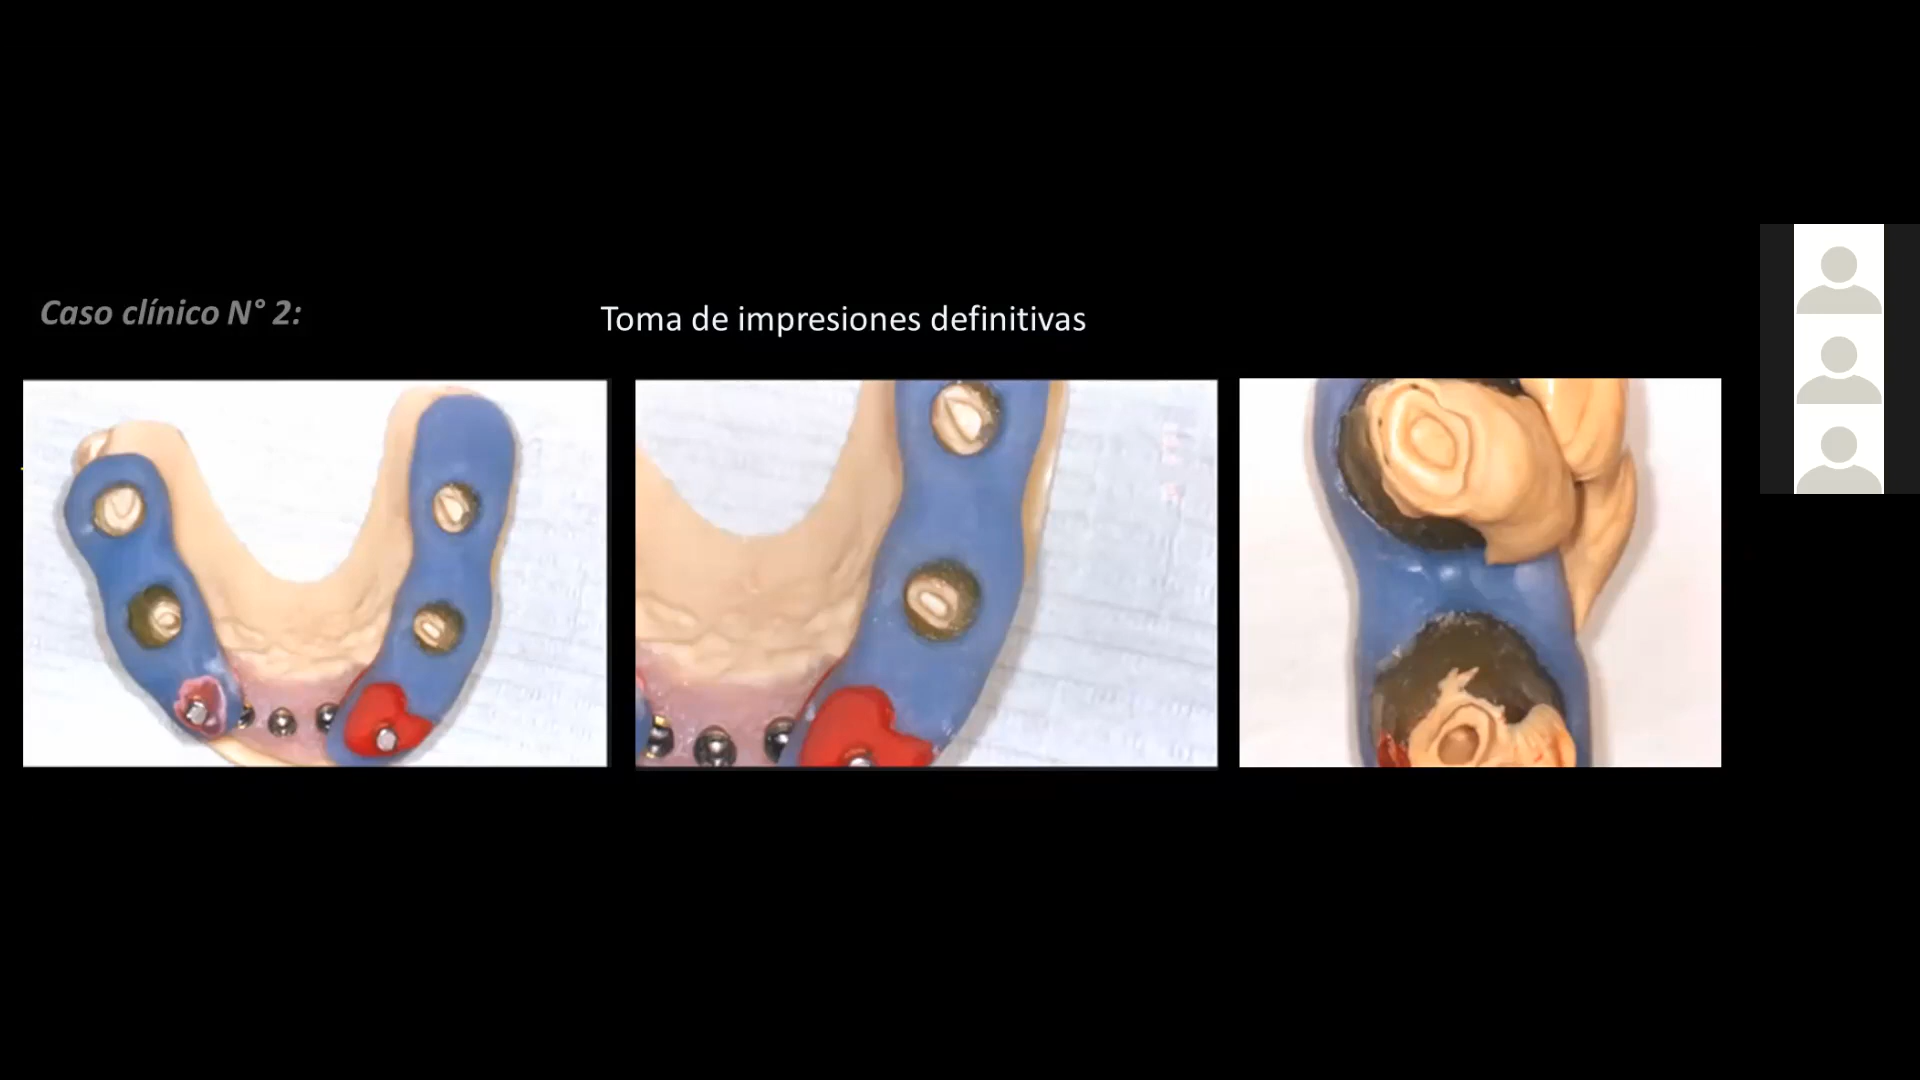 Caso clínico N° 2:
Toma de impresiones definitivas